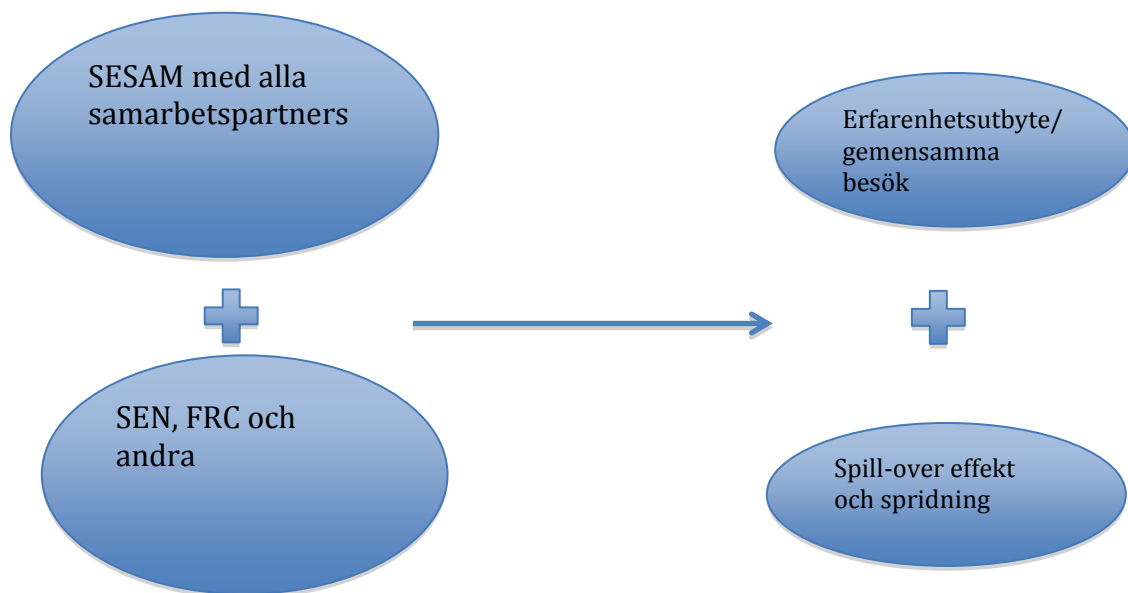 SESAM med alla
samarbetspartners
SEN, FRC och
andra
Erfarenhetsutbyte/
gemensamma
besök
Spill-over effekt
och spridning